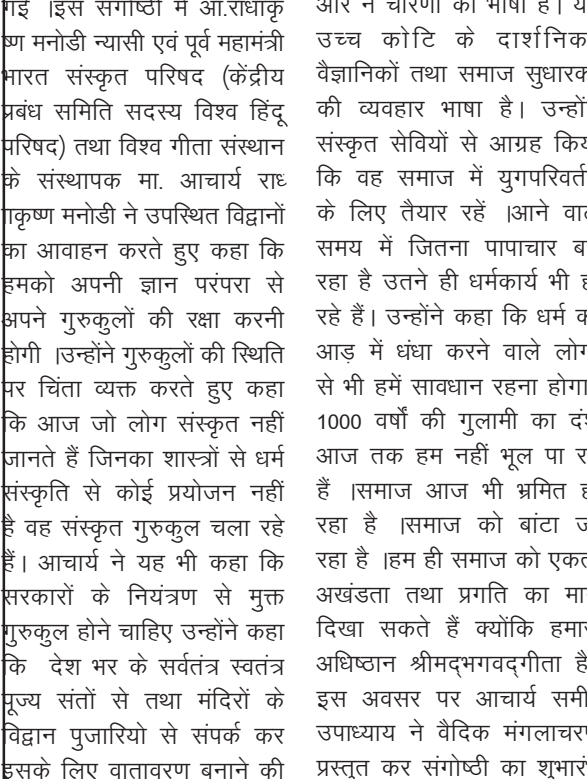 गई ।इस संगोष्ठी में आ.राधाकृ
ष्ण मनोडी न्यासी एवं पूर्व महामंत्री
भारत संस्कृत परिषद (केंद्रीय
प्रबंध समिति सदस्य विश्व हिंदू
परिषद) तथा विश्व गीता संस्थान
के संस्थापक मा. आचार्य राध
ाकृष्ण मनोडी ने उपस्थित विद्वानों
का आवाहन करते हुए कहा कि
हमको अपनी ज्ञान परंपरा से
अपने गुरुकुलों की रक्षा करनी
होगी ।उन्होंने गुरुकुलों की स्थिति
पर चिंता व्यक्त करते हुए कहा
कि आज जो लोग संस्कृत नहीं
जानते हैं जिनका शास्त्रों से धर्म
संस्कृति से कोई प्रयोजन नहीं
है वह संस्कृत गुरुकुल चला रहे
हैं। आचार्य ने यह भी कहा कि
सरकारों के नियंत्रण से मुक्त
गुरुकुल होने चाहिए उन्होंने कहा
कि देश भर के सर्वतंत्र स्वतंत्र
पूज्य संतों से तथा मंदिरों के
विद्वान पुजारियो से संपर्क कर
इसके लिए वातावरण बनाने की
और न चारणों की भाषा है। य
उच्च कोटि के दार्शनिक
वैज्ञानिकों तथा समाज सुधारक
की व्यवहार भाषा है। उन्हों
संस्कृत सेवियों से आग्रह किय
कि वह समाज में युगपरिवर्त
के लिए तैयार रहें ।आने वाल
समय में जितना पापाचार ब
रहा है उतने ही धर्मकार्य भी ह
रहे हैं। उन्होंने कहा कि धर्म क
आड़ में धंधा करने वाले लोग
से भी हमें सावधान रहना होगा
1000 वर्षों की गुलामी का दंश
आज तक हम नहीं भूल पा र
हैं ।समाज आज भी भ्रमित ह
रहा है ।समाज को बांटा ज
रहा है ।हम ही समाज को एकत
अखंडता तथा प्रगति का मा
दिखा सकते हैं क्योंकि हमार
अधिष्ठान श्रीमद्भगवद्गीता है
इस अवसर पर आचार्य समी
उपाध्याय ने वैदिक मंगलाचरण
प्रस्तुत कर संगोष्ठी का शुभारं